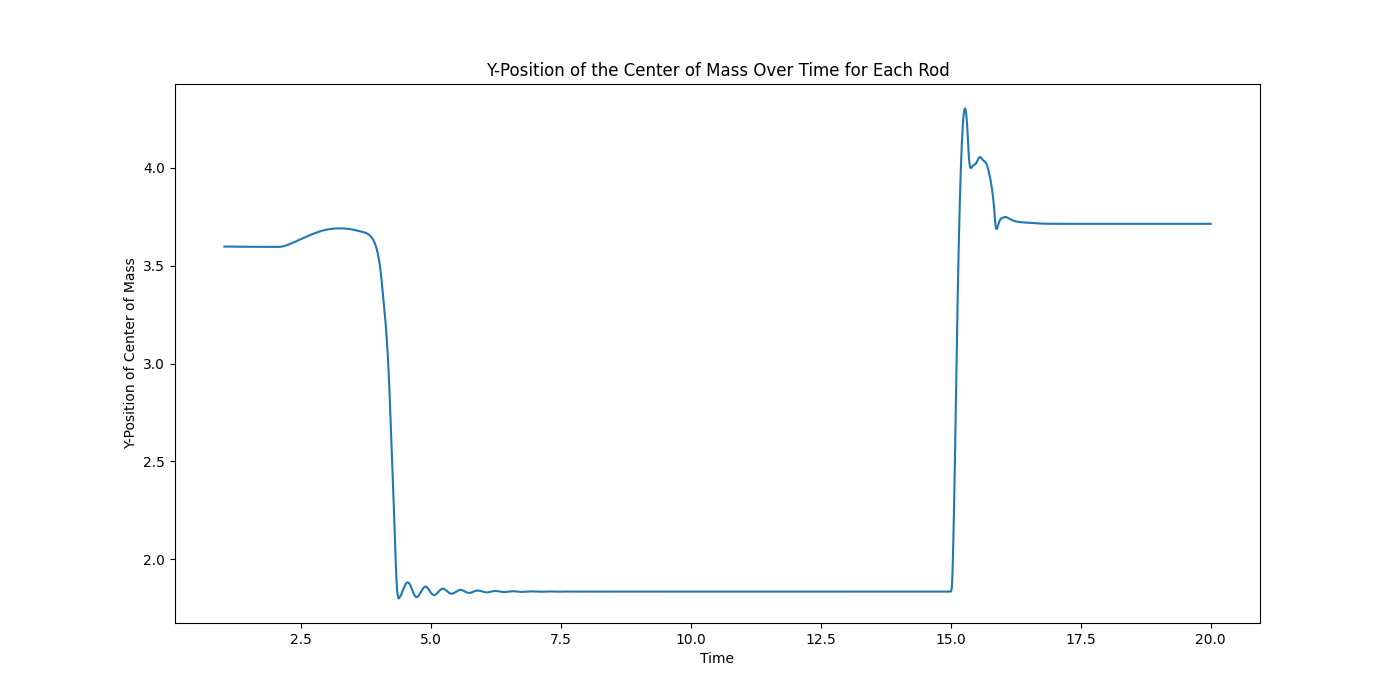 Y-Position of the Center of Mass Over Time for Each Rod
Y-Position of Center of Mass
4.0
3.5
3.0
2.5
2.0
2.5 5.0 7.5 10.0 12.5 15.0 17.5 20.0
Time